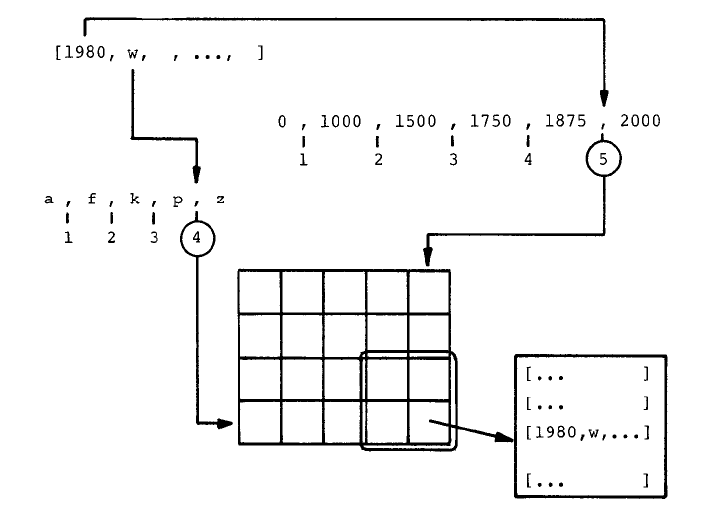 [1980, w, , ..., ]
0 , 1000 , 1500 , 1750 , 1875 , 2000
1 2 3 4 5
a , f , k , p , z
1 2 3 4
[... ]
[... ]
[1980,w,...]
[... ]